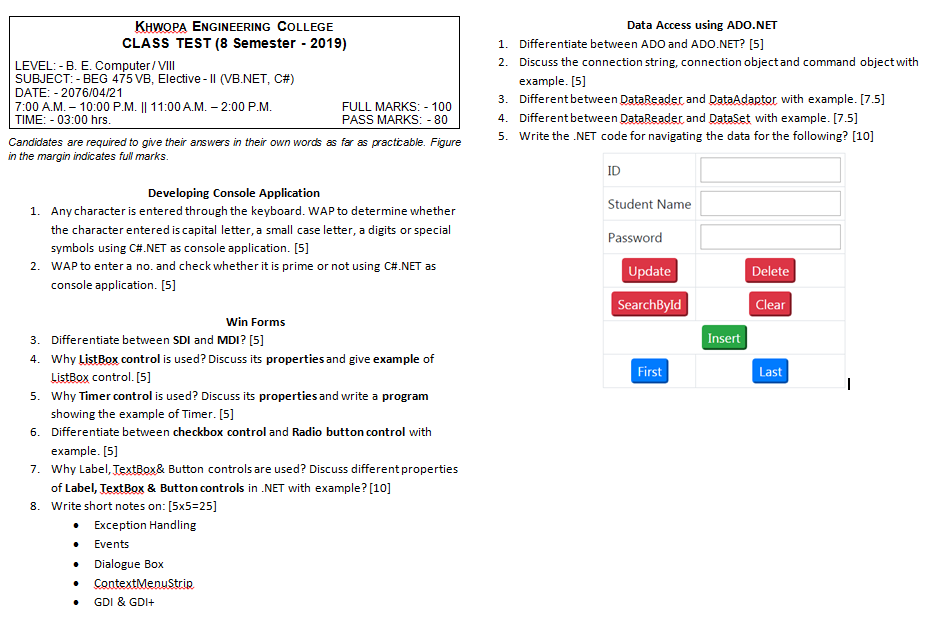 KHWOPA ENGINEERING COLLEGE
CLASS TEST (8 Semester - 2019)
LEVEL: - B. E. Computer / VIII
SUBJECT: - BEG 475 VB, Elective - II (VB.NET, C#)
DATE: - 2076/04/21
7:00 A.M. – 10:00 P.M. || 11:00 A.M. – 2:00 P.M. FULL MARKS: - 100
TIME: - 03:00 hrs. PASS MARKS: - 80
Candidates are required to give their answers in their own words as far as practicable. Figure
in the margin indicates full marks.
Developing Console Application
1. Any character is entered through the keyboard. WAP to determine whether
the character entered is capital letter, a small case letter, a digits or special
symbols using C#.NET as console application. [5]
2. WAP to enter a no. and check whether it is prime or not using C#.NET as
console application. [5]
Win Forms
3. Differentiate between SDI and MDI? [5]
4. Why ListBox control is used? Discuss its properties and give example of
ListBox control. [5]
5. Why Timer control is used? Discuss its properties and write a program
showing the example of Timer. [5]
6. Differentiate between checkbox control and Radio button control with
example. [5]
7. Why Label, TextBox& Button controls are used? Discuss different properties
of Label, TextBox & Button controls in .NET with example? [10]
8. Write short notes on: [5x5=25]
• Exception Handling
• Events
• Dialogue Box
• ContextMenuStrip
• GDI & GDI+
Data Access using ADO.NET
1. Differentiate between ADO and ADO.NET? [5]
2. Discuss the connection string, connection object and command object with
example. [5]
3. Different between DataReader and DataAdaptor with example. [7.5]
4. Different between DataReader and DataSet with example. [7.5]
5. Write the .NET code for navigating the data for the following? [10]
ID
Student Name
Password
Update Delete
SearchById Clear
Insert
First Last